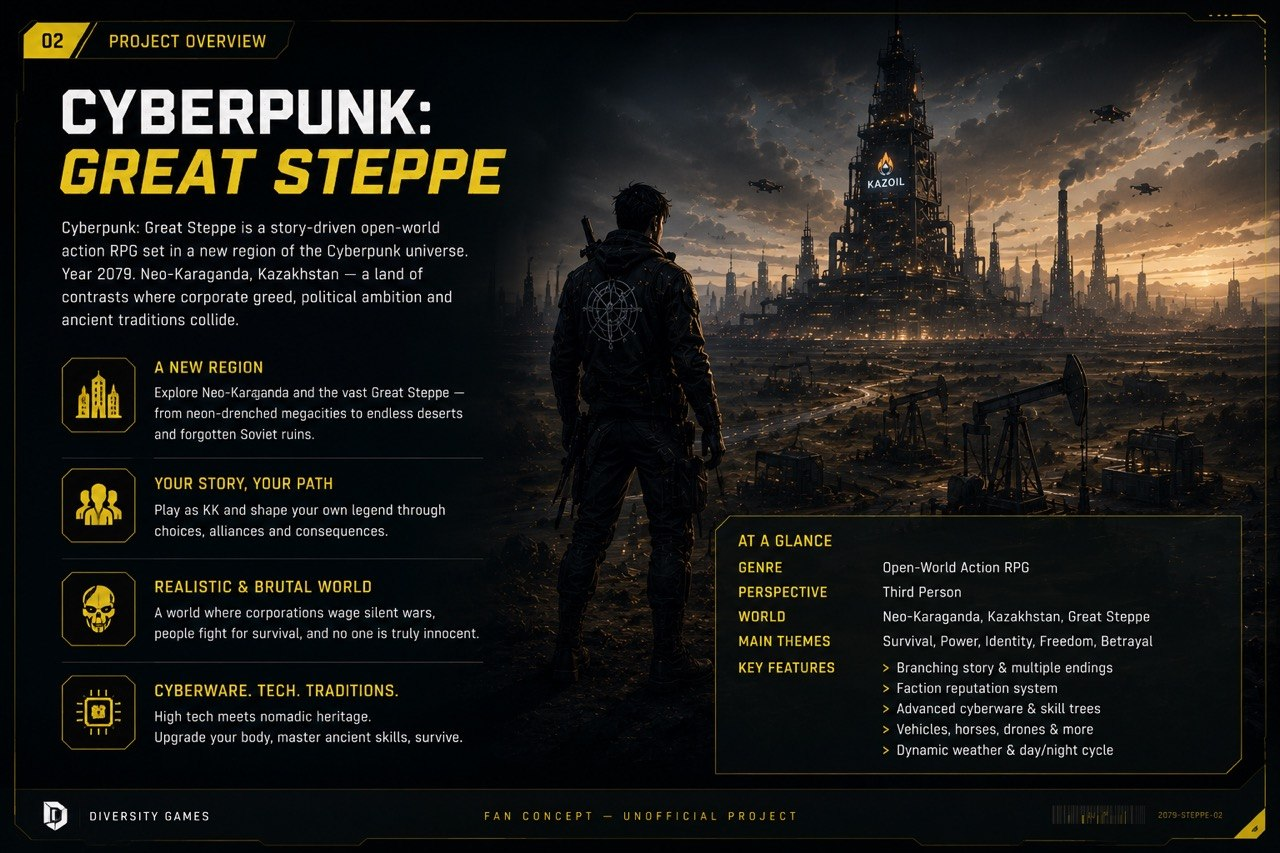 02
PROJECT OVERVIEW
CYBERPUNK:
GREAT STEPPE
Cyberpunk: Great Steppe is a story-driven open-world
action RPG set in a new region of the Cyberpunk universe.
Year 2079. Neo-Karaganda, Kazakhstan — a land of
contrasts where corporate greed, political ambition and
ancient traditions collide.
A NEW REGION
Explore Neo-Karaganda and the vast Great Steppe —
from neon-drenched megacities to endless deserts
and forgotten Soviet ruins.
YOUR STORY, YOUR PATH
Play as KK and shape your own legend through
choices, alliances and consequences.
REALISTIC & BRUTAL WORLD
A world where corporations wage silent wars,
people fight for survival, and no one is truly innocent.
CYBERWARE. TECH. TRADITIONS.
High tech meets nomadic heritage.
Upgrade your body, master ancient skills, survive.
KAZOIL
AT A GLANCE
GENRE Open-World Action RPG
PERSPECTIVE Third Person
WORLD Neo-Karaganda, Kazakhstan, Great Steppe
MAIN THEMES Survival, Power, Identity, Freedom, Betrayal
KEY FEATURES > Branching story & multiple endings
> Faction reputation system
> Advanced cyberware & skill trees
> Vehicles, horses, drones & more
> Dynamic weather & day/night cycle
DIVERSITY GAMES
FAN CONCEPT — UNOFFICIAL PROJECT
2079-STEPPE-02